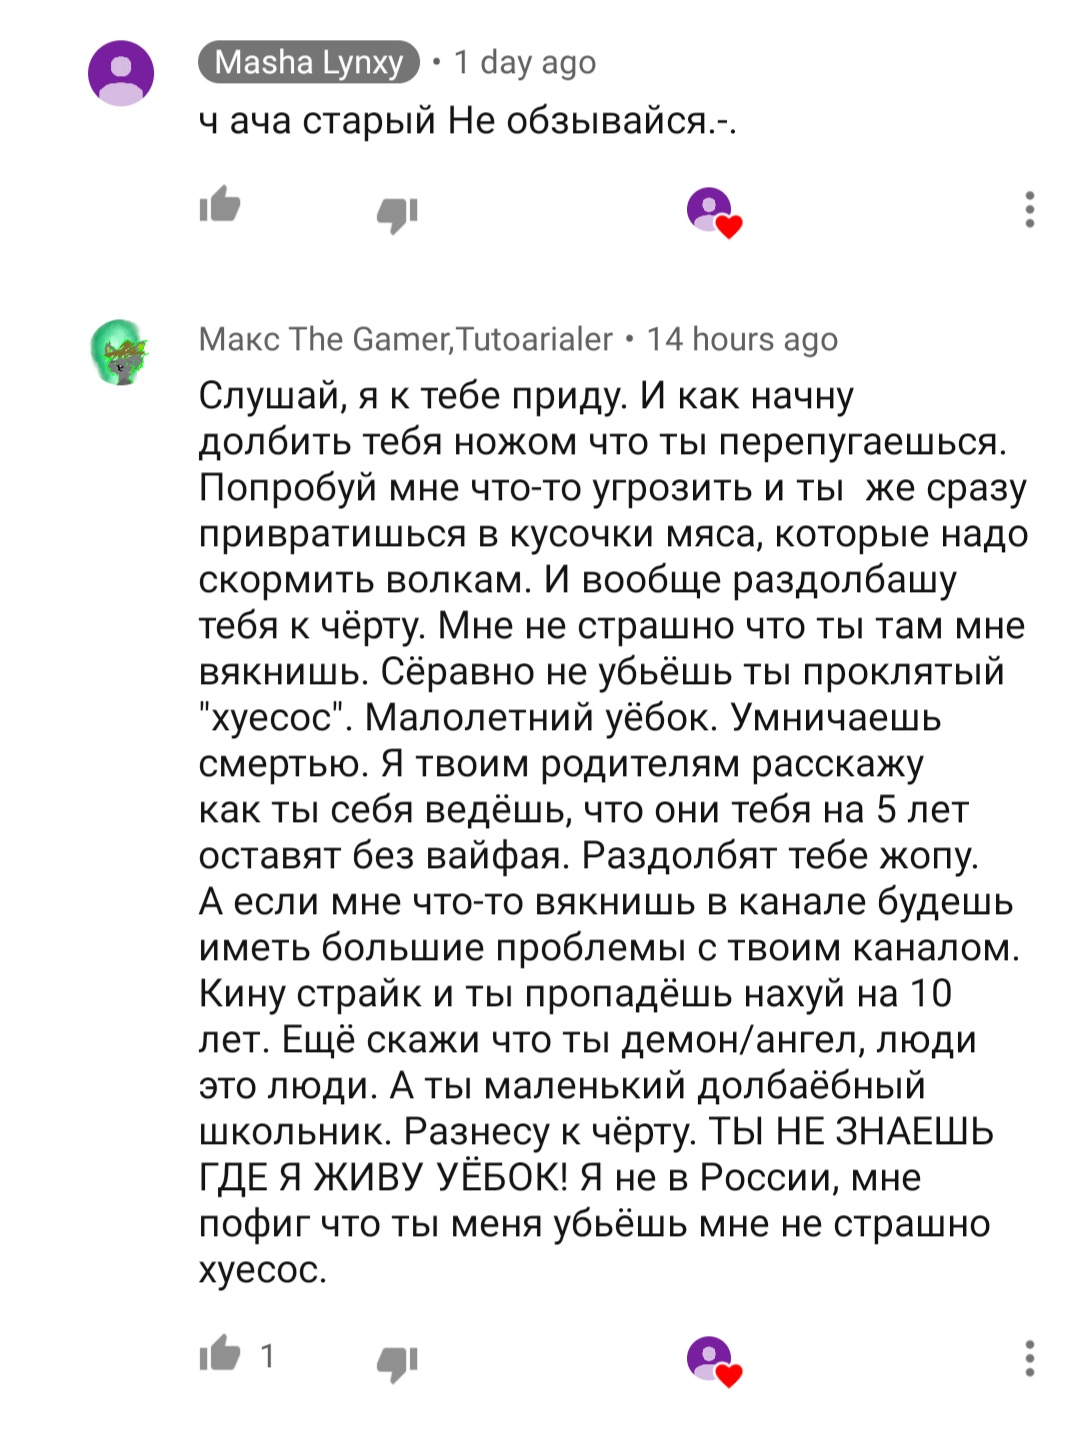 Masha Lynxy • 1 day ago
ч ача старый Не обзывайся.-.
Макс The Gamer,Tutoarialer • 14 hours ago
Слушай, я к тебе приду. И как начну
долбить тебя ножом что ты перепугаешься.
Попробуй мне что-то угрозить и ты  же сразу
привратишься в кусочки мяса, которые надо
скормить волкам. И вообще раздолбашу
тебя к чёрту. Мне не страшно что ты там мне
вякнишь. Сёравно не убьёшь ты проклятый
"хуесос". Малолетний уёбок. Умничаешь
смертью. Я твоим родителям расскажу
как ты себя ведёшь, что они тебя на 5 лет
оставят без вайфая. Раздолбят тебе жопу.
А если мне что-то вякнишь в канале будешь
иметь большие проблемы с твоим каналом.
Кину страйк и ты пропадёшь нахуй на 10
лет. Ещё скажи что ты демон/ангел, люди
это люди. А ты маленький долбаёбный
школьник. Разнесу к чёрту. ТЫ НЕ ЗНАЕШЬ
ГДЕ Я ЖИВУ УЁБОК! Я не в России, мне
пофиг что ты меня убьёшь мне не страшно
хуесос.
1